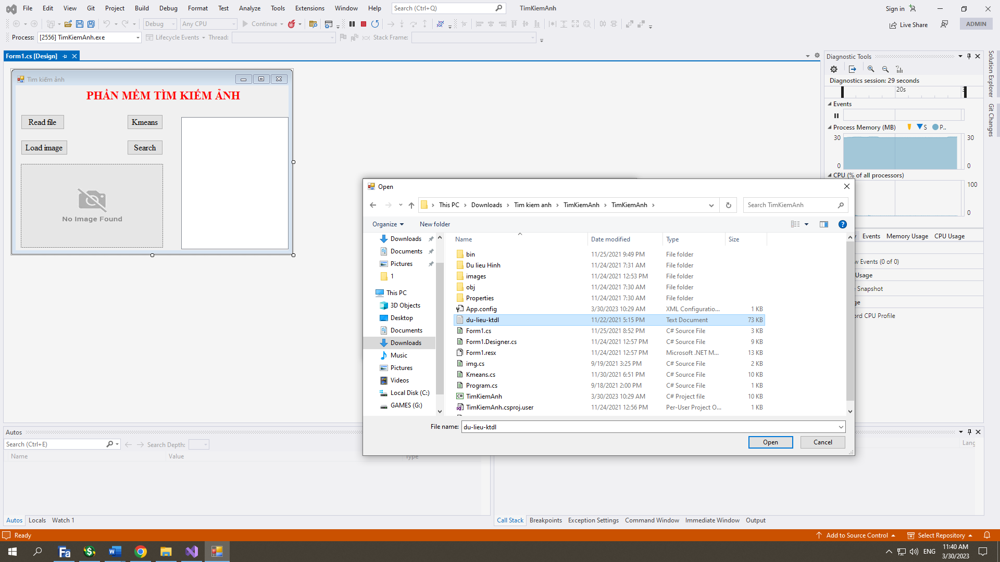 File Edit View Git Project Build Debug Format Test Analyze Tools Extensions Window Help Search (Ctrl+Q) TimKiemAnh Sign in
Debug Any CPU Continue Live Share ADMIN
Process: [2556] TimKiemAnh.exe Lifecycle Events Thread: Stack Frame:
Form1.cs [Design]
Tìm kiếm ảnh
PHẦN MỀM TÌM KIẾM ẢNH
Read file Kmeans
Load image Search
No Image Found
Diagnostic Tools
Diagnostics session: 29 seconds
20s
Events
Process Memory (MB) S P..
30 30
0 0
CPU (% of all processors)
100
0
Events Memory Usage CPU Usage
w Events (0 of 0)
Usage
Snapshot
ord CPU Profile
Solution Explorer
Git Changes
Open
This PC Downloads Tim kiem anh TimKiemAnh TimKiemAnh Search TimKiemAnh
Organize New folder
Downloads
Documents
Pictures
1
This PC
3D Objects
Desktop
Documents
Downloads
Music
Pictures
Videos
Local Disk (C:)
GAMES (G:)
Name Date modified Type Size
bin 11/25/2021 9:49 PM File folder
Du lieu Hinh 11/24/2021 7:31 AM File folder
images 11/24/2021 12:53 PM File folder
obj 11/24/2021 7:30 AM File folder
Properties 11/24/2021 7:30 AM File folder
App.config 3/30/2023 10:29 AM XML Configuratio... 1 KB
du-lieu-ktdl 11/22/2021 5:15 PM Text Document 73 KB
Form1.cs 11/25/2021 8:52 PM C# Source File 3 KB
Form1.Designer.cs 11/24/2021 12:57 PM C# Source File 9 KB
Form1.resx 11/24/2021 12:57 PM Microsoft .NET M... 13 KB
img.cs 9/19/2021 3:25 PM C# Source File 2 KB
Kmeans.cs 11/30/2021 6:51 PM C# Source File 10 KB
Program.cs 9/18/2021 2:00 PM C# Source File 1 KB
TimKiemAnh 3/30/2023 10:29 AM C# Project file 10 KB
TimKiemAnh.csproj.user 11/24/2021 12:56 PM Per-User Project O... 1 KB
File name: du-lieu-ktdl
Open Cancel
Autos
Search (Ctrl+E) Search Depth:
Name Value Type
Lang
Autos Locals Watch 1
Call Stack Breakpoints Exception Settings Command Window Immediate Window Output
Ready Add to Source Control Select Repository
ENG 11:40 AM
3/30/2023